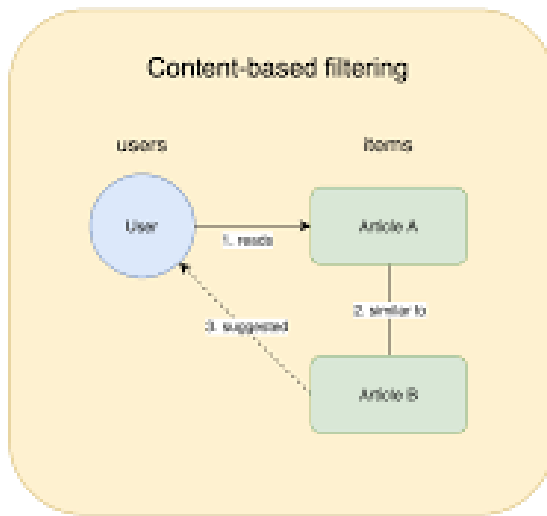 Content-based filtering
users items
User
Article A
1. reads
2. similar to
3. suggested
Article B